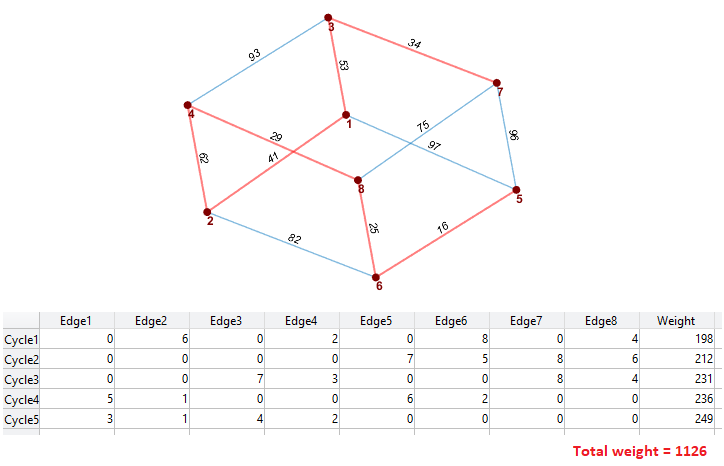 3
34
93
53
7
4
1
75
96
29
97
62
41
8
5
2
82
25
16
6
Edge1 Edge2 Edge3 Edge4 Edge5 Edge6 Edge7 Edge8 Weight
Cycle1 0 6 0 2 0 8 0 4 198
Cycle2 0 0 0 0 7 5 8 6 212
Cycle3 0 0 7 3 0 0 8 4 231
Cycle4 5 1 0 0 6 2 0 0 236
Cycle5 3 1 4 2 0 0 0 0 249
Total weight = 1126